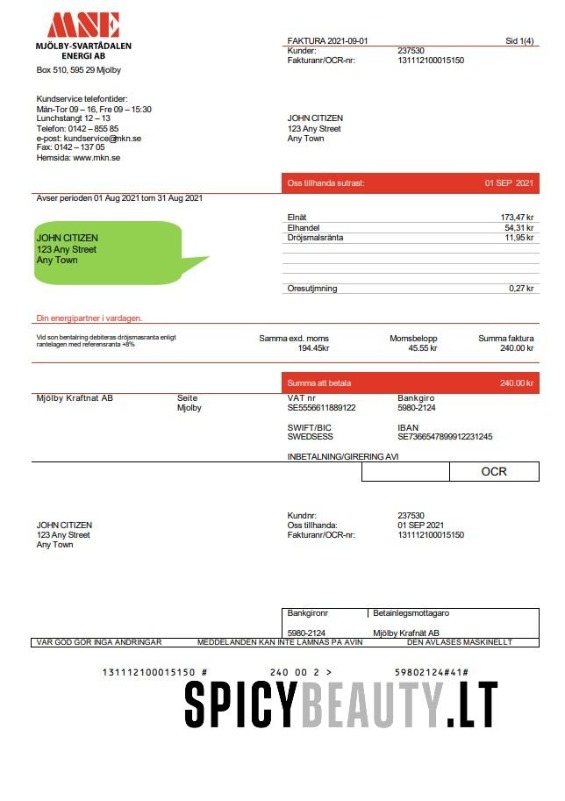 MSE
MJÖLBY-SVARTÅDALEN
ENERGI AB
Box 510, 595 29 Mjolby
FAKTURA 2021-09-01 Sid 1(4)
Kunder: 237530
Fakturanr/OCR-nr: 131112100015150
Kundservice telefontider:
Män-Tor 09 – 16, Fre 09 – 15:30
Lunchstangt 12 – 13
Telefon: 0142 – 855 85
e-post: kundservice@mkn.se
Fax: 0142 – 137 05
Hemsida: www.mkn.se
JOHN CITIZEN
123 Any Street
Any Town
Oss tillhanda sutrast: 01 SEP 2021
Avser perioden 01 Aug 2021 tom 31 Aug 2021
Elnät 173,47 kr
Elhandel 54,31 kr
Dröjsmalsränta 11,95 kr
JOHN CITIZEN
123 Any Street
Any Town
Oresutjmning 0,27 kr
Din energipartner i vardagen.
Vid son bentalring debiteras dröjmasranta enligt
rantelagen med referensranta +8%
Samma exd. moms Momsbelopp Summa faktura
194.45kr 45.55 kr 240.00 kr
Summa att betala 240.00 kr
Mjölby Kraftnat AB Seite VAT nr Bankgiro
Mjolby SE5556611889122 5980-2124
SWIFT/BIC IBAN
SWEDSESS SE7366547899912231245
INBETALNING/GIRERING AVI
OCR
Kundnr: 237530
Oss tillhanda: 01 SEP 2021
Fakturanr/OCR-nr: 131112100015150
JOHN CITIZEN
123 Any Street
Any Town
Bankgironr Betainlegsmottagaro
5980-2124 Mjölby Krafnät AB
VAR GOD GOR INGA ANDRINGAR MEDDELANDEN KAN INTE LAMNAS PA AVIN DEN AVLASES MASKINELLT
131112100015150 # 240 00 2 > 59802124#41#
SPICYBEAUTY.LT